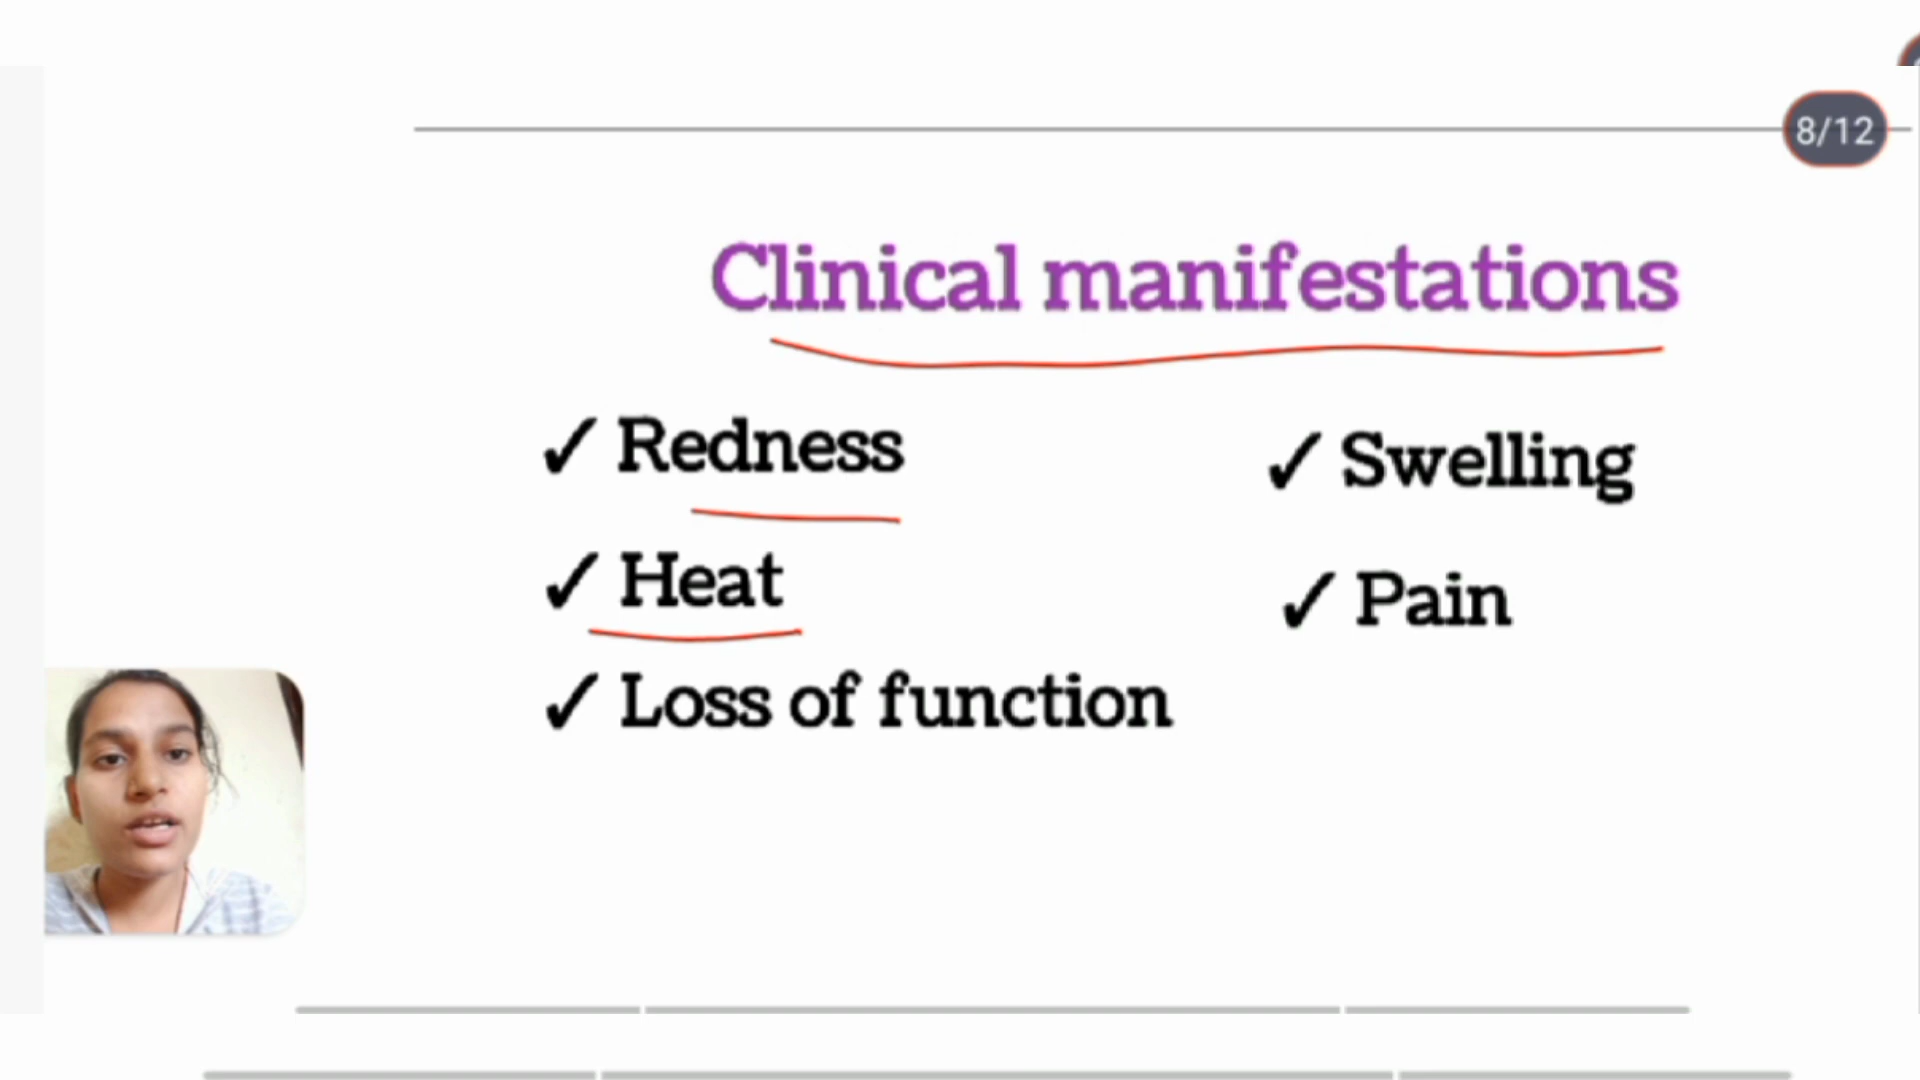 8/12
Clinical manifestations
✓ Redness
✓ Swelling
✓ Heat
✓ Pain
✓ Loss of function